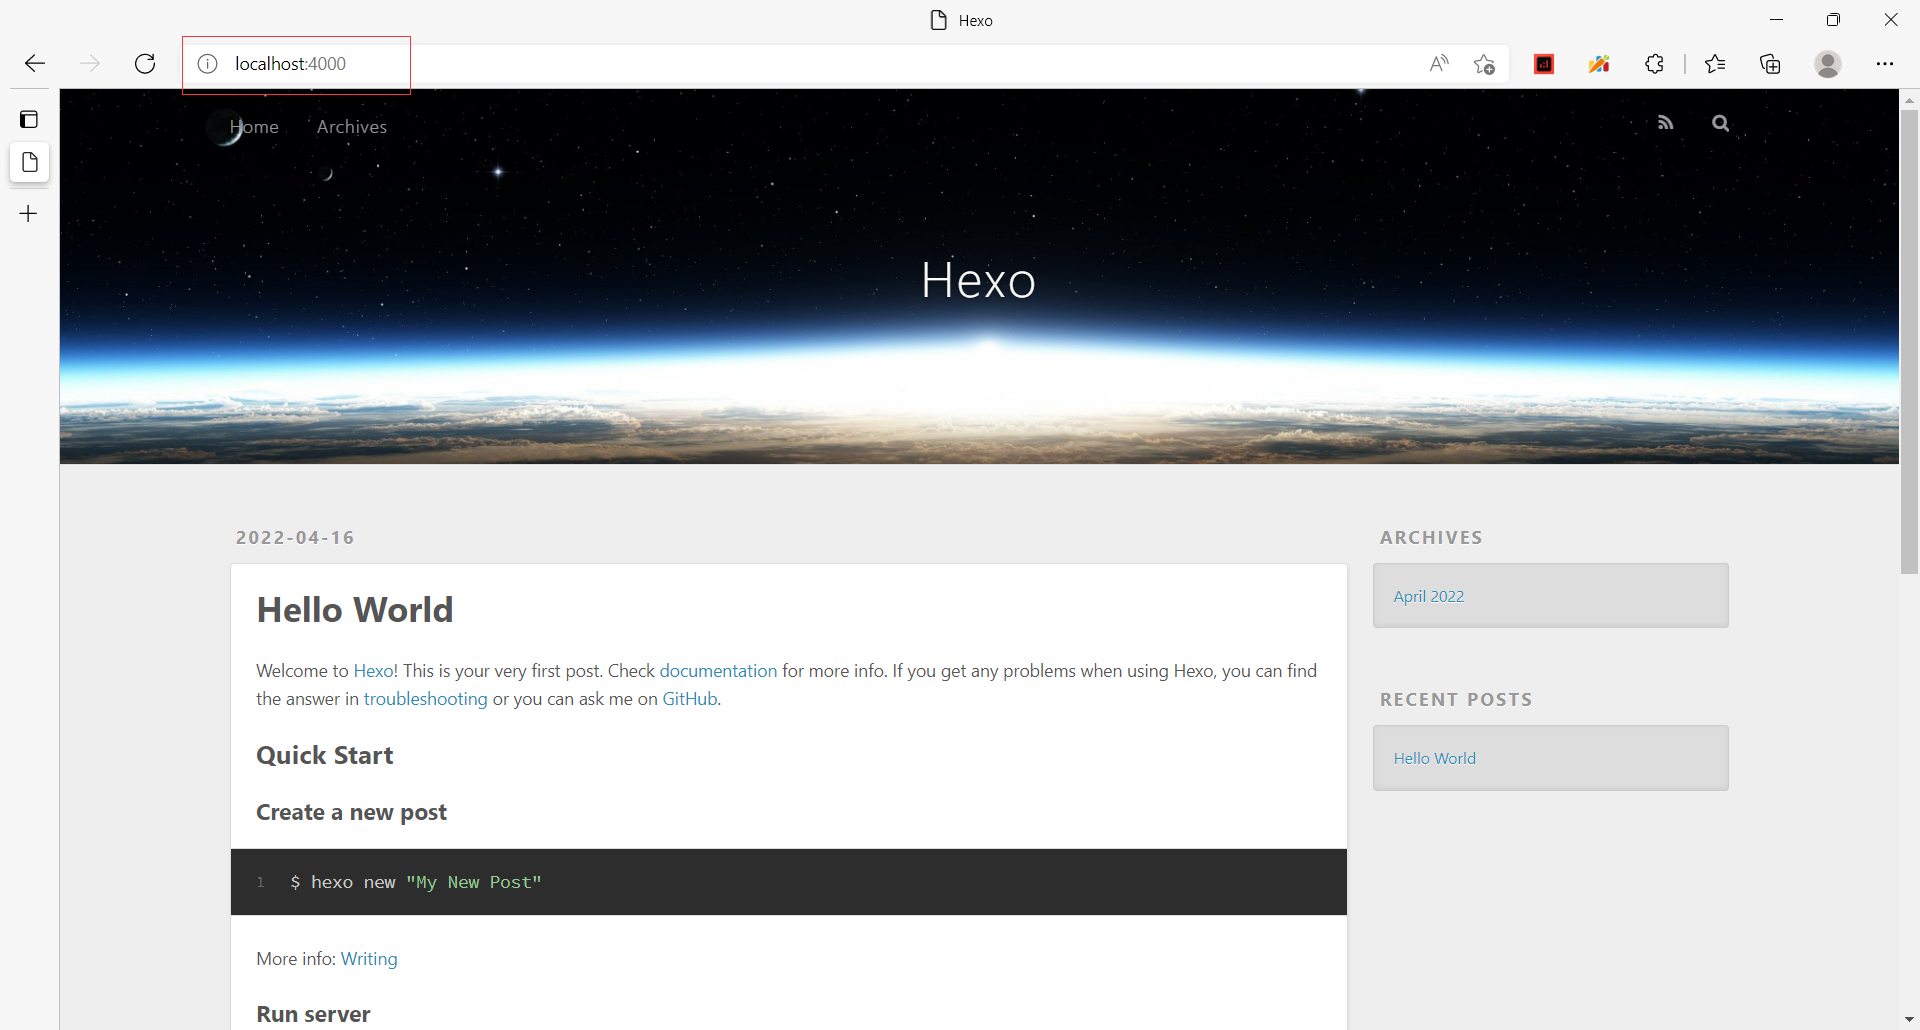 Hexo
localhost:4000
Home Archives
Hexo
2022-04-16
Hello World
Welcome to Hexo! This is your very first post. Check documentation for more info. If you get any problems when using Hexo, you can find
the answer in troubleshooting or you can ask me on GitHub.
Quick Start
Create a new post
1 $ hexo new "My New Post"
More info: Writing
Run server
ARCHIVES
April 2022
RECENT POSTS
Hello World